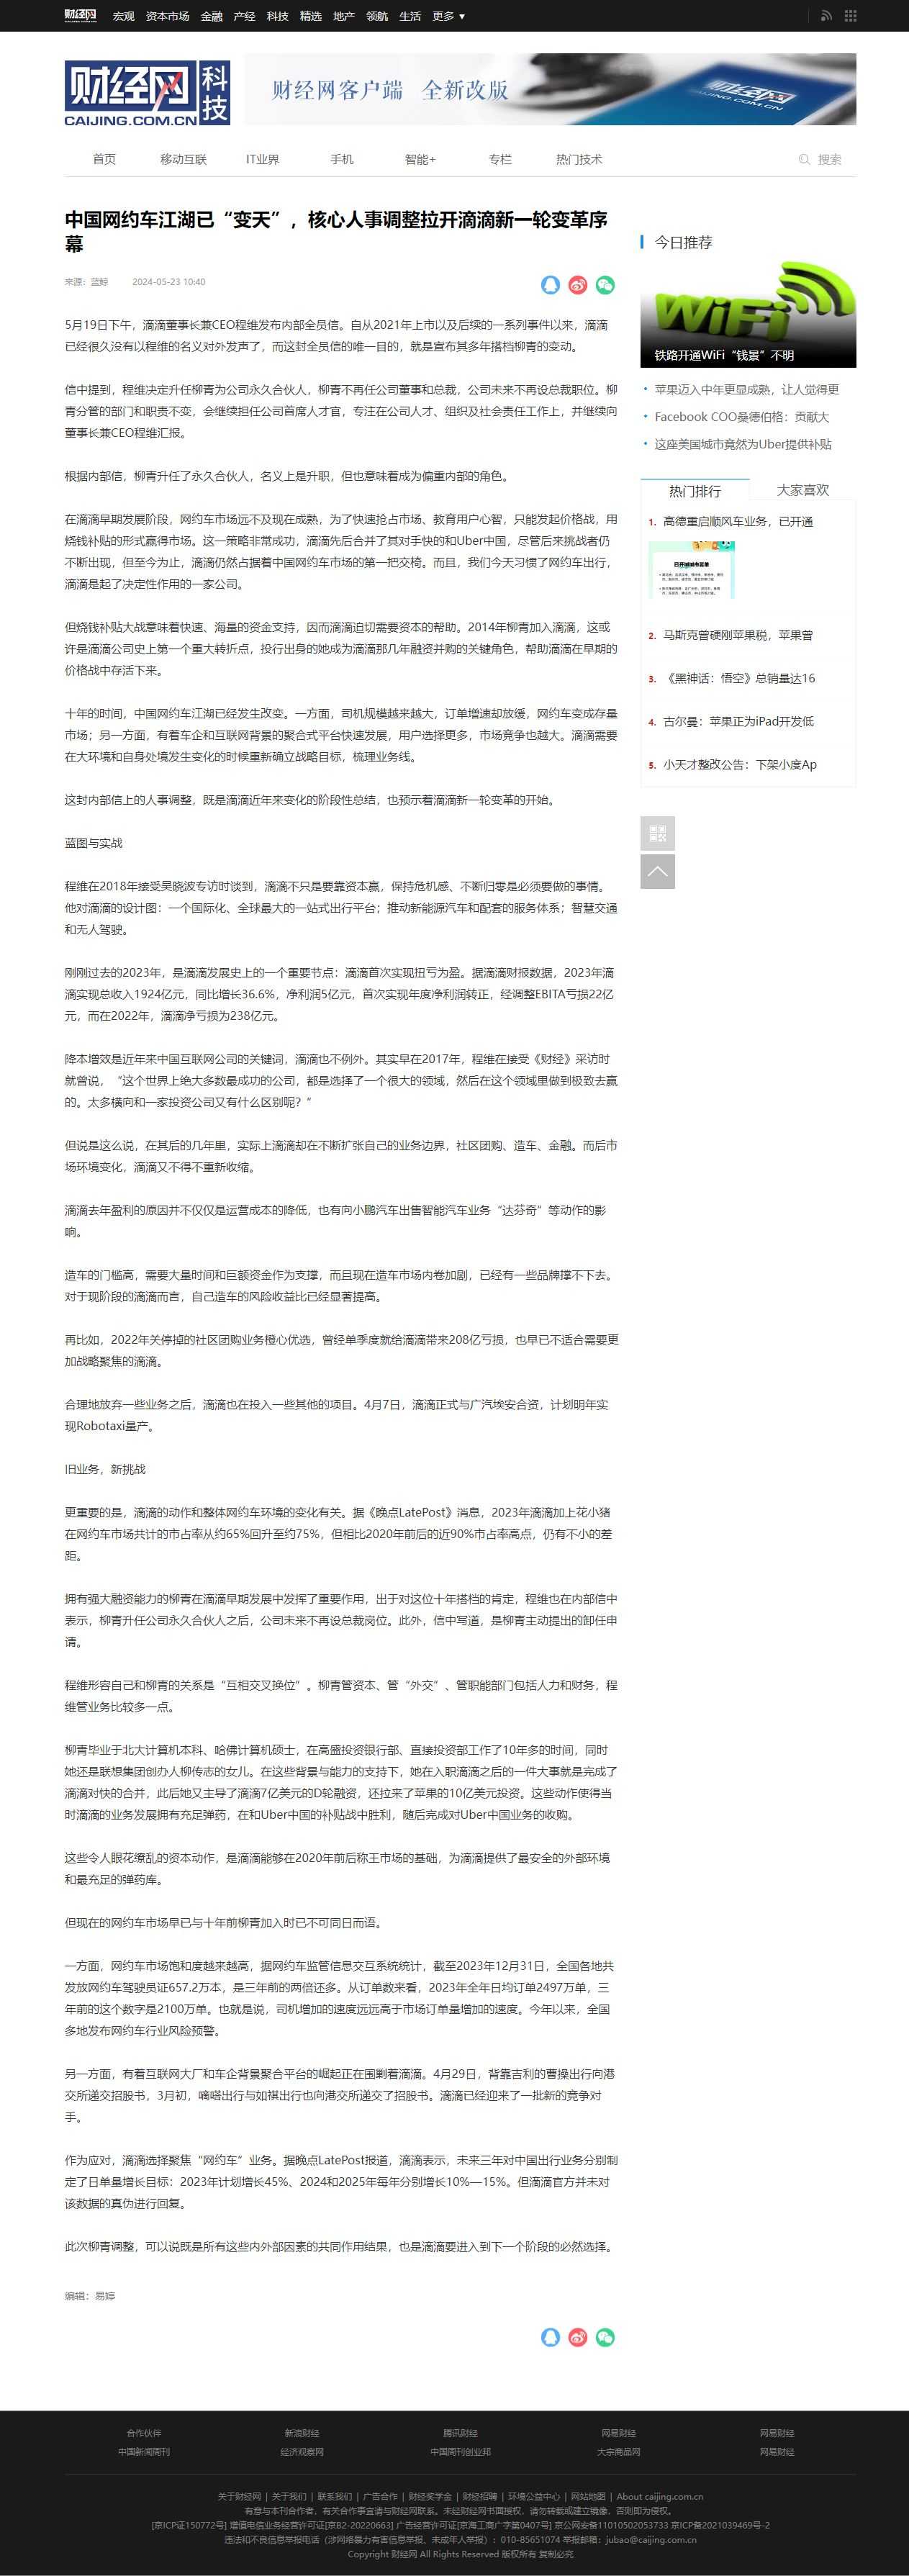 财经网 宏观 资本市场 金融 产经 科技 精选 地产 领航 生活 更多 ▼
财经网 科技
CAIJING.COM.CN
财经网客户端 全新改版
首页 移动互联 IT业界 手机 智能+ 专栏 热门技术 搜索
中国网约车江湖已“变天”，核心人事调整拉开滴滴新一轮变革序
幕
来源：蓝鲸 2024-05-23 10:40
5月19日下午，滴滴董事长兼CEO程维发布内部全员信。自从2021年上市以及后续的一系列事件以来，滴滴
已经很久没有以程维的名义对外发声了，而这封全员信的唯一目的，就是宣布其多年搭档柳青的变动。
信中提到，程维决定升任柳青为公司永久合伙人，柳青不再任公司董事和总裁，公司未来不再设总裁职位。柳
青分管的部门和职责不变，会继续担任公司首席人才官，专注在公司人才、组织及社会责任工作上，并继续向
董事长兼CEO程维汇报。
根据内部信，柳青升任了永久合伙人，名义上是升职，但也意味着成为偏重内部的角色。
在滴滴早期发展阶段，网约车市场远不及现在成熟，为了快速抢占市场、教育用户心智，只能发起价格战，用
烧钱补贴的形式赢得市场。这一策略非常成功，滴滴先后合并了其对手快的和Uber中国，尽管后来挑战者仍
不断出现，但至今为止，滴滴仍然占据着中国网约车市场的第一把交椅。而且，我们今天习惯了网约车出行，
滴滴是起了决定性作用的一家公司。
但烧钱补贴大战意味着快速、海量的资金支持，因而滴滴迫切需要资本的帮助。2014年柳青加入滴滴，这或
许是滴滴公司史上第一个重大转折点，投行出身的她成为滴滴那几年融资并购的关键角色，帮助滴滴在早期的
价格战中存活下来。
十年的时间，中国网约车江湖已经发生改变。一方面，司机规模越来越大，订单增速却放缓，网约车变成存量
市场；另一方面，有着车企和互联网背景的聚合式平台快速发展，用户选择更多，市场竞争也越大。滴滴需要
在大环境和自身处境发生变化的时候重新确立战略目标，梳理业务线。
这封内部信上的人事调整，既是滴滴近年来变化的阶段性总结，也预示着滴滴新一轮变革的开始。
蓝图与实战
程维在2018年接受吴晓波专访时谈到，滴滴不只是要靠资本赢，保持危机感、不断归零是必须要做的事情。
他对滴滴的设计图：一个国际化、全球最大的一站式出行平台；推动新能源汽车和配套的服务体系；智慧交通
和无人驾驶。
刚刚过去的2023年，是滴滴发展史上的一个重要节点：滴滴首次实现扭亏为盈。据滴滴财报数据，2023年滴
滴实现总收入1924亿元，同比增长36.6%，净利润5亿元，首次实现年度净利润转正，经调整EBITA亏损22亿
元，而在2022年，滴滴净亏损为238亿元。
降本增效是近年来中国互联网公司的关键词，滴滴也不例外。其实早在2017年，程维在接受《财经》采访时
就曾说，“这个世界上绝大多数最成功的公司，都是选择了一个很大的领域，然后在这个领域里做到极致去赢
的。太多横向和一家投资公司又有什么区别呢？”
但说是这么说，在其后的几年里，实际上滴滴却在不断扩张自己的业务边界，社区团购、造车、金融。而后市
场环境变化，滴滴又不得不重新收缩。
滴滴去年盈利的原因并不仅仅是运营成本的降低，也有向小鹏汽车出售智能汽车业务“达芬奇”等动作的影
响。
造车的门槛高，需要大量时间和巨额资金作为支撑，而且现在造车市场内卷加剧，已经有一些品牌撑不下去。
对于现阶段的滴滴而言，自己造车的风险收益比已经显著提高。
再比如，2022年关停掉的社区团购业务橙心优选，曾经单季度就给滴滴带来208亿亏损，也早已不适合需要更
加战略聚焦的滴滴。
合理地放弃一些业务之后，滴滴也在投入一些其他的项目。4月7日，滴滴正式与广汽埃安合资，计划明年实
现Robotaxi量产。
旧业务，新挑战
更重要的是，滴滴的动作和整体网约车环境的变化有关。据《晚点LatePost》消息，2023年滴滴加上花小猪
在网约车市场共计的市占率从约65%回升至约75%，但相比2020年前后的近90%市占率高点，仍有不小的差
距。
拥有强大融资能力的柳青在滴滴早期发展中发挥了重要作用，出于对这位十年搭档的肯定，程维也在内部信中
表示，柳青升任公司永久合伙人之后，公司未来不再设总裁岗位。此外，信中写道，是柳青主动提出的卸任申
请。
程维形容自己和柳青的关系是“互相交叉换位”。柳青管资本、管“外交”、管职能部门包括人力和财务，程
维管业务比较多一点。
柳青毕业于北大计算机本科、哈佛计算机硕士，在高盛投资银行部、直接投资部工作了10年多的时间，同时
她还是联想集团创办人柳传志的女儿。在这些背景与能力的支持下，她在入职滴滴之后的一件大事就是完成了
滴滴对快的合并，此后她又主导了滴滴7亿美元的D轮融资，还拉来了苹果的10亿美元投资。这些动作使得当
时滴滴的业务发展拥有充足弹药，在和Uber中国的补贴战中胜利，随后完成对Uber中国业务的收购。
这些令人眼花缭乱的资本动作，是滴滴能够在2020年前后称王市场的基础，为滴滴提供了最安全的外部环境
和最充足的弹药库。
但现在的网约车市场早已与十年前柳青加入时已不可同日而语。
一方面，网约车市场饱和度越来越高，据网约车监管信息交互系统统计，截至2023年12月31日，全国各地共
发放网约车驾驶员证657.2万本，是三年前的两倍还多。从订单数来看，2023年全年日均订单2497万单，三
年前的这个数字是2100万单。也就是说，司机增加的速度远远高于市场订单量增加的速度。今年以来，全国
多地发布网约车行业风险预警。
另一方面，有着互联网大厂和车企背景聚合平台的崛起正在围剿着滴滴。4月29日，背靠吉利的曹操出行向港
交所递交招股书，3月初，嘀嗒出行与如祺出行也向港交所递交了招股书。滴滴已经迎来了一批新的竞争对
手。
作为应对，滴滴选择聚焦“网约车”业务。据晚点LatePost报道，滴滴表示，未来三年对中国出行业务分别制
定了日单量增长目标：2023年计划增长45%、2024和2025年每年分别增长10%—15%。但滴滴官方并未对
该数据的真伪进行回复。
此次柳青调整，可以说既是所有这些内外部因素的共同作用结果，也是滴滴要进入到下一个阶段的必然选择。
编辑：易婷
今日推荐
WiFi
铁路开通WiFi“钱景”不明
苹果迈入中年更显成熟，让人觉得更
Facebook COO桑德伯格：贡献大
这座美国城市竟然为Uber提供补贴
热门排行 大家喜欢
1. 高德重启顺风车业务，已开通
已开城城市名单
2. 马斯克曾硬刚苹果税，苹果曾
3. 《黑神话：悟空》总销量达16
4. 古尔曼：苹果正为iPad开发低
5. 小天才整改公告：下架小度Ap
合作伙伴 新浪财经 腾讯财经 网易财经 网易财经
中国新闻周刊 经济观察网 中国周刊创业邦 大宗商品网 网易财经
关于财经网 | 关于我们 | 联系我们 | 广告合作 | 财经奖学金 | 财经招聘 | 环境公益中心 | 网站地图 | About caijing.com.cn
有意与本刊合作者，有关合作事宜请与财经网联系。未经财经网书面授权，请勿转载或建立镜像，否则即为侵权。
[京ICP证150772号] 增值电信业务经营许可证[京B2-20220663] 广告经营许可证[京海工商广字第0407号] 京公网安备11010502053733 京ICP备2021039469号-2
违法和不良信息举报电话（涉网络暴力有害信息举报、未成年人举报）：010-85651074 举报邮箱：jubao@caijing.com.cn
Copyright 财经网 All Rights Reserved 版权所有 复制必究